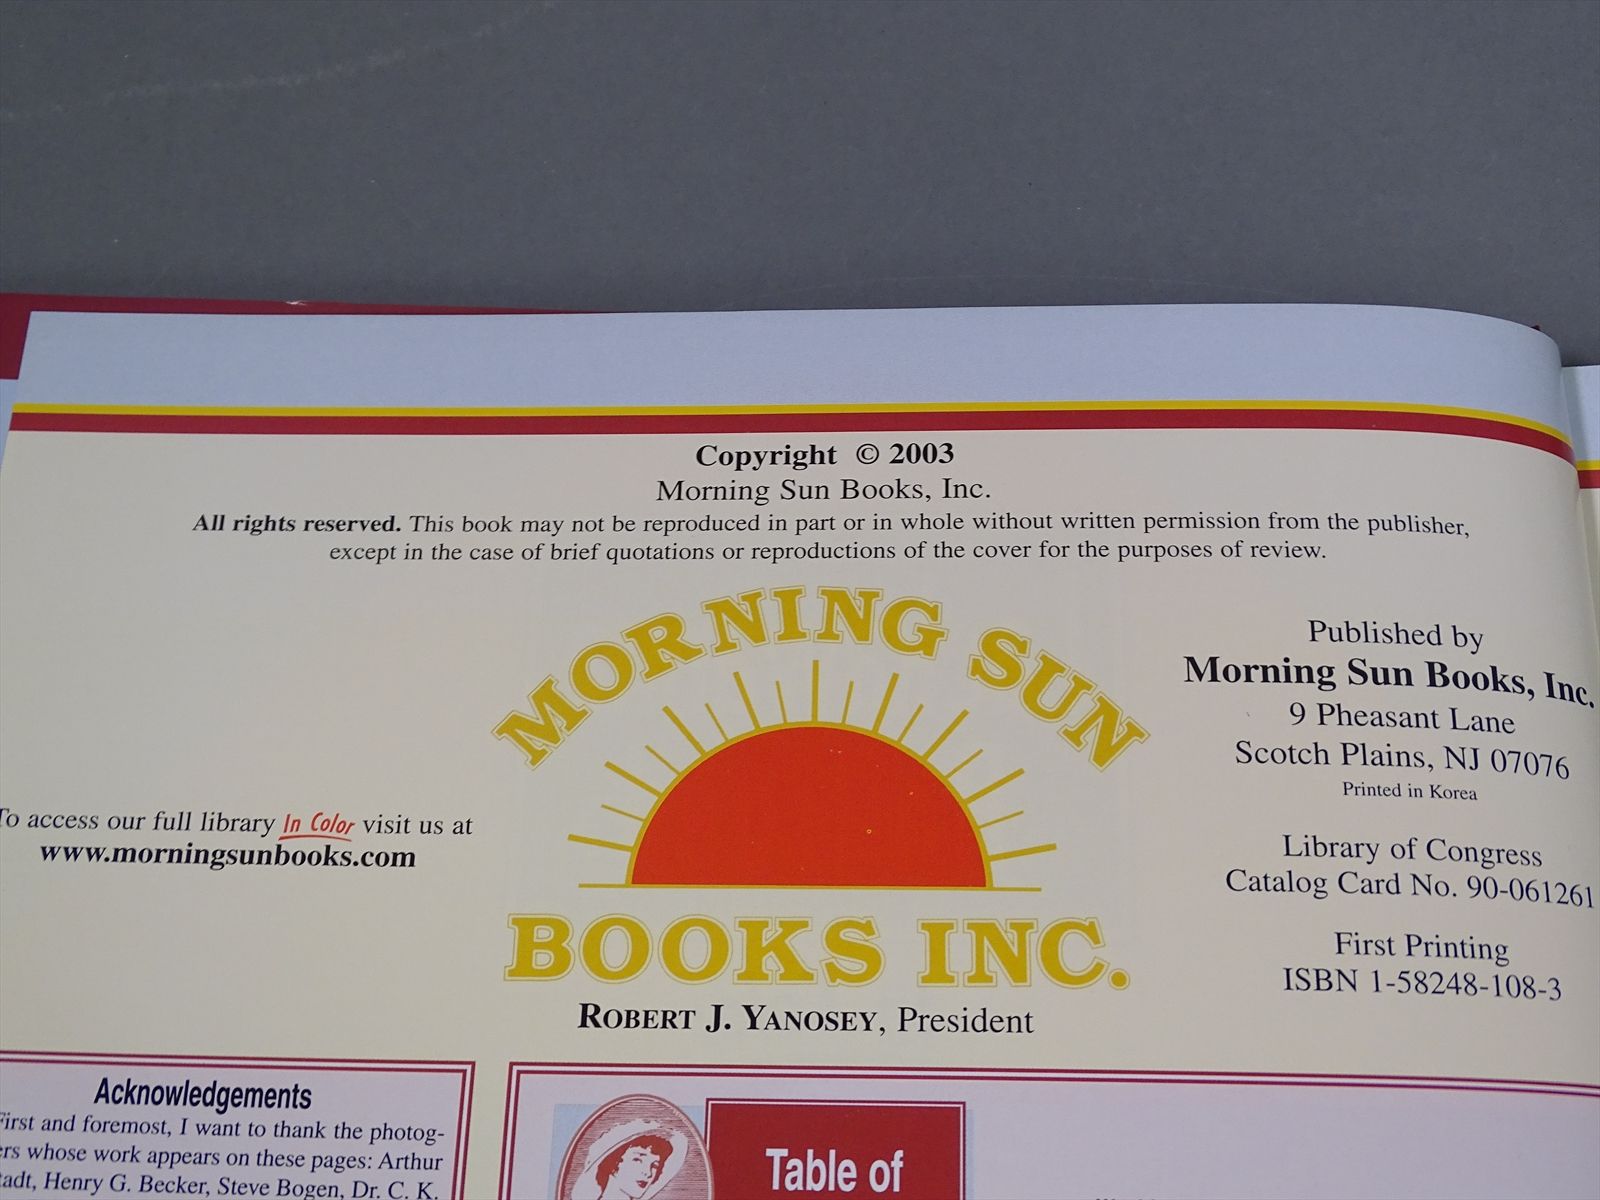 Copyright © 2003
Morning Sun Books, Inc.
All rights reserved. This book may not be reproduced in part or in whole without written permission from the publisher,
except in the case of brief quotations or reproductions of the cover for the purposes of review.
MORNING SUN
BOOKS INC.
ROBERT J. YANOSEY, President
To access our full library In Color visit us at
www.morningsunbooks.com
Published by
Morning Sun Books, Inc.
9 Pheasant Lane
Scotch Plains, NJ 07076
Printed in Korea
Library of Congress
Catalog Card No. 90-061261
First Printing
ISBN 1-58248-108-3
Acknowledgements
First and foremost, I want to thank the photog-
whose work appears on these pages: Arthur
Henry G. Becker, Steve Bogen, Dr. C. K.
Table of